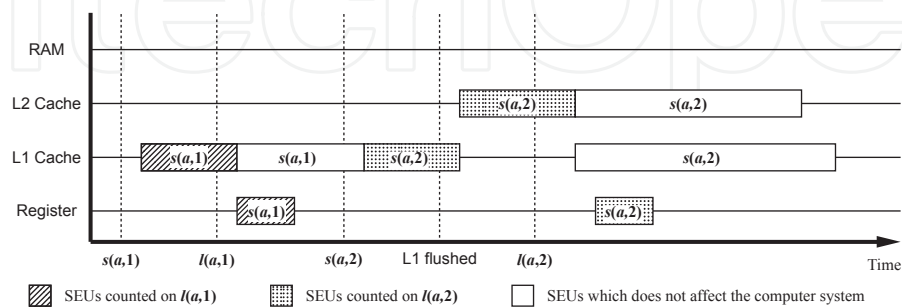 RAM
L2 Cache
s(a,2) s(a,2)
L1 Cache
s(a,1) s(a,1) s(a,2) s(a,2)
Register
s(a,1) s(a,2)
s(a,1) l(a,1) s(a,2) L1 flushed l(a,2) Time
SEUs counted on l(a,1) SEUs counted on l(a,2) SEUs which does not affect the computer system